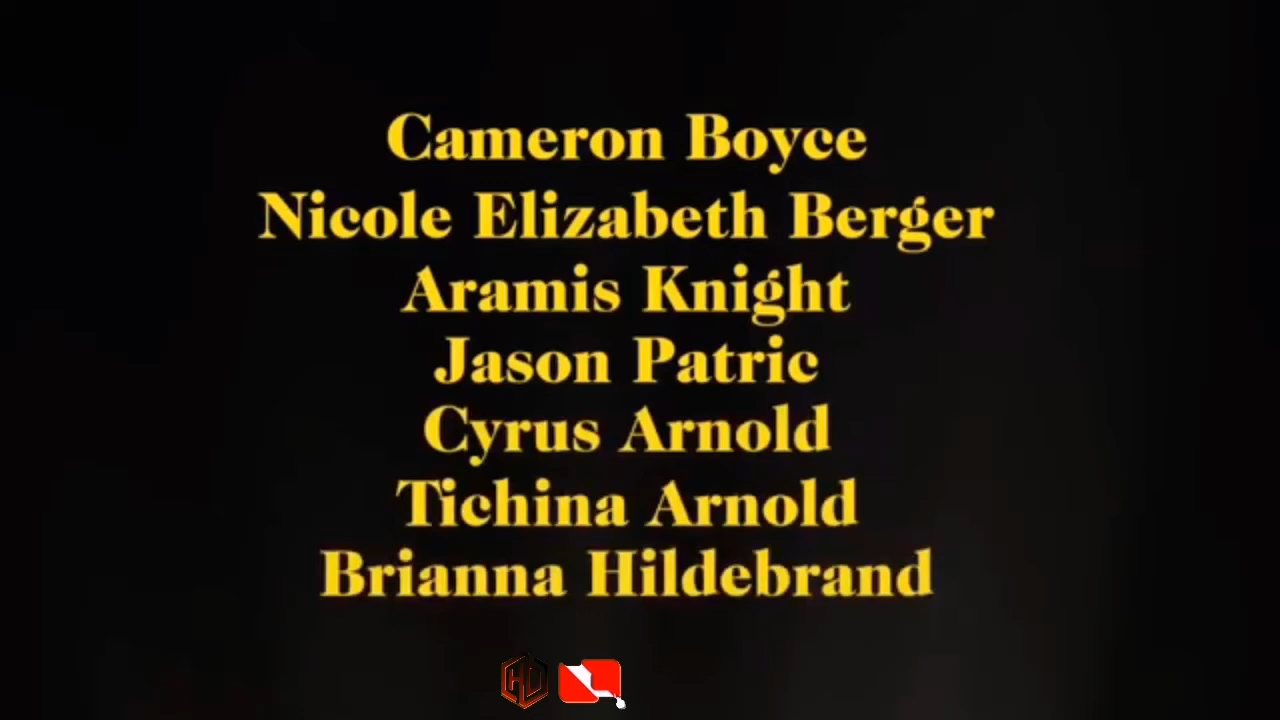 Cameron Boyce
Nicole Elizabeth Berger
Aramis Knight
Jason Patric
Cyrus Arnold
Tichina Arnold
Brianna Hildebrand